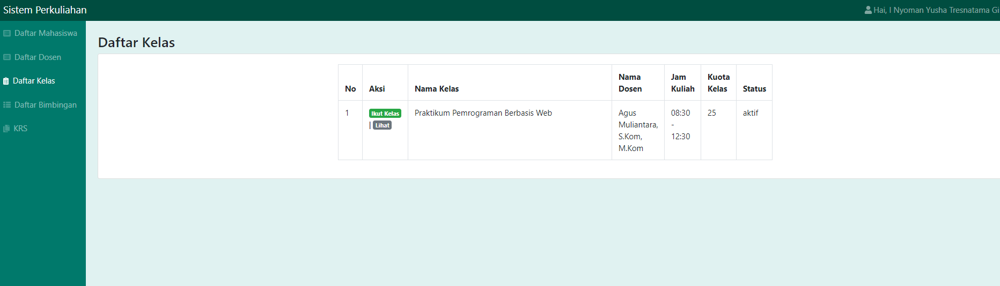 Sistem Perkuliahan
Hai, I Nyoman Yusha Tresnatama Gi
Daftar Mahasiswa
Daftar Dosen
Daftar Kelas
Daftar Bimbingan
KRS
Daftar Kelas
No Aksi Nama Kelas Nama Dosen Jam Kuliah Kuota Kelas Status
1 Ikut Kelas | Lihat Praktikum Pemrograman Berbasis Web Agus Muliantara, S.Kom, M.Kom 08:30 - 12:30 25 aktif